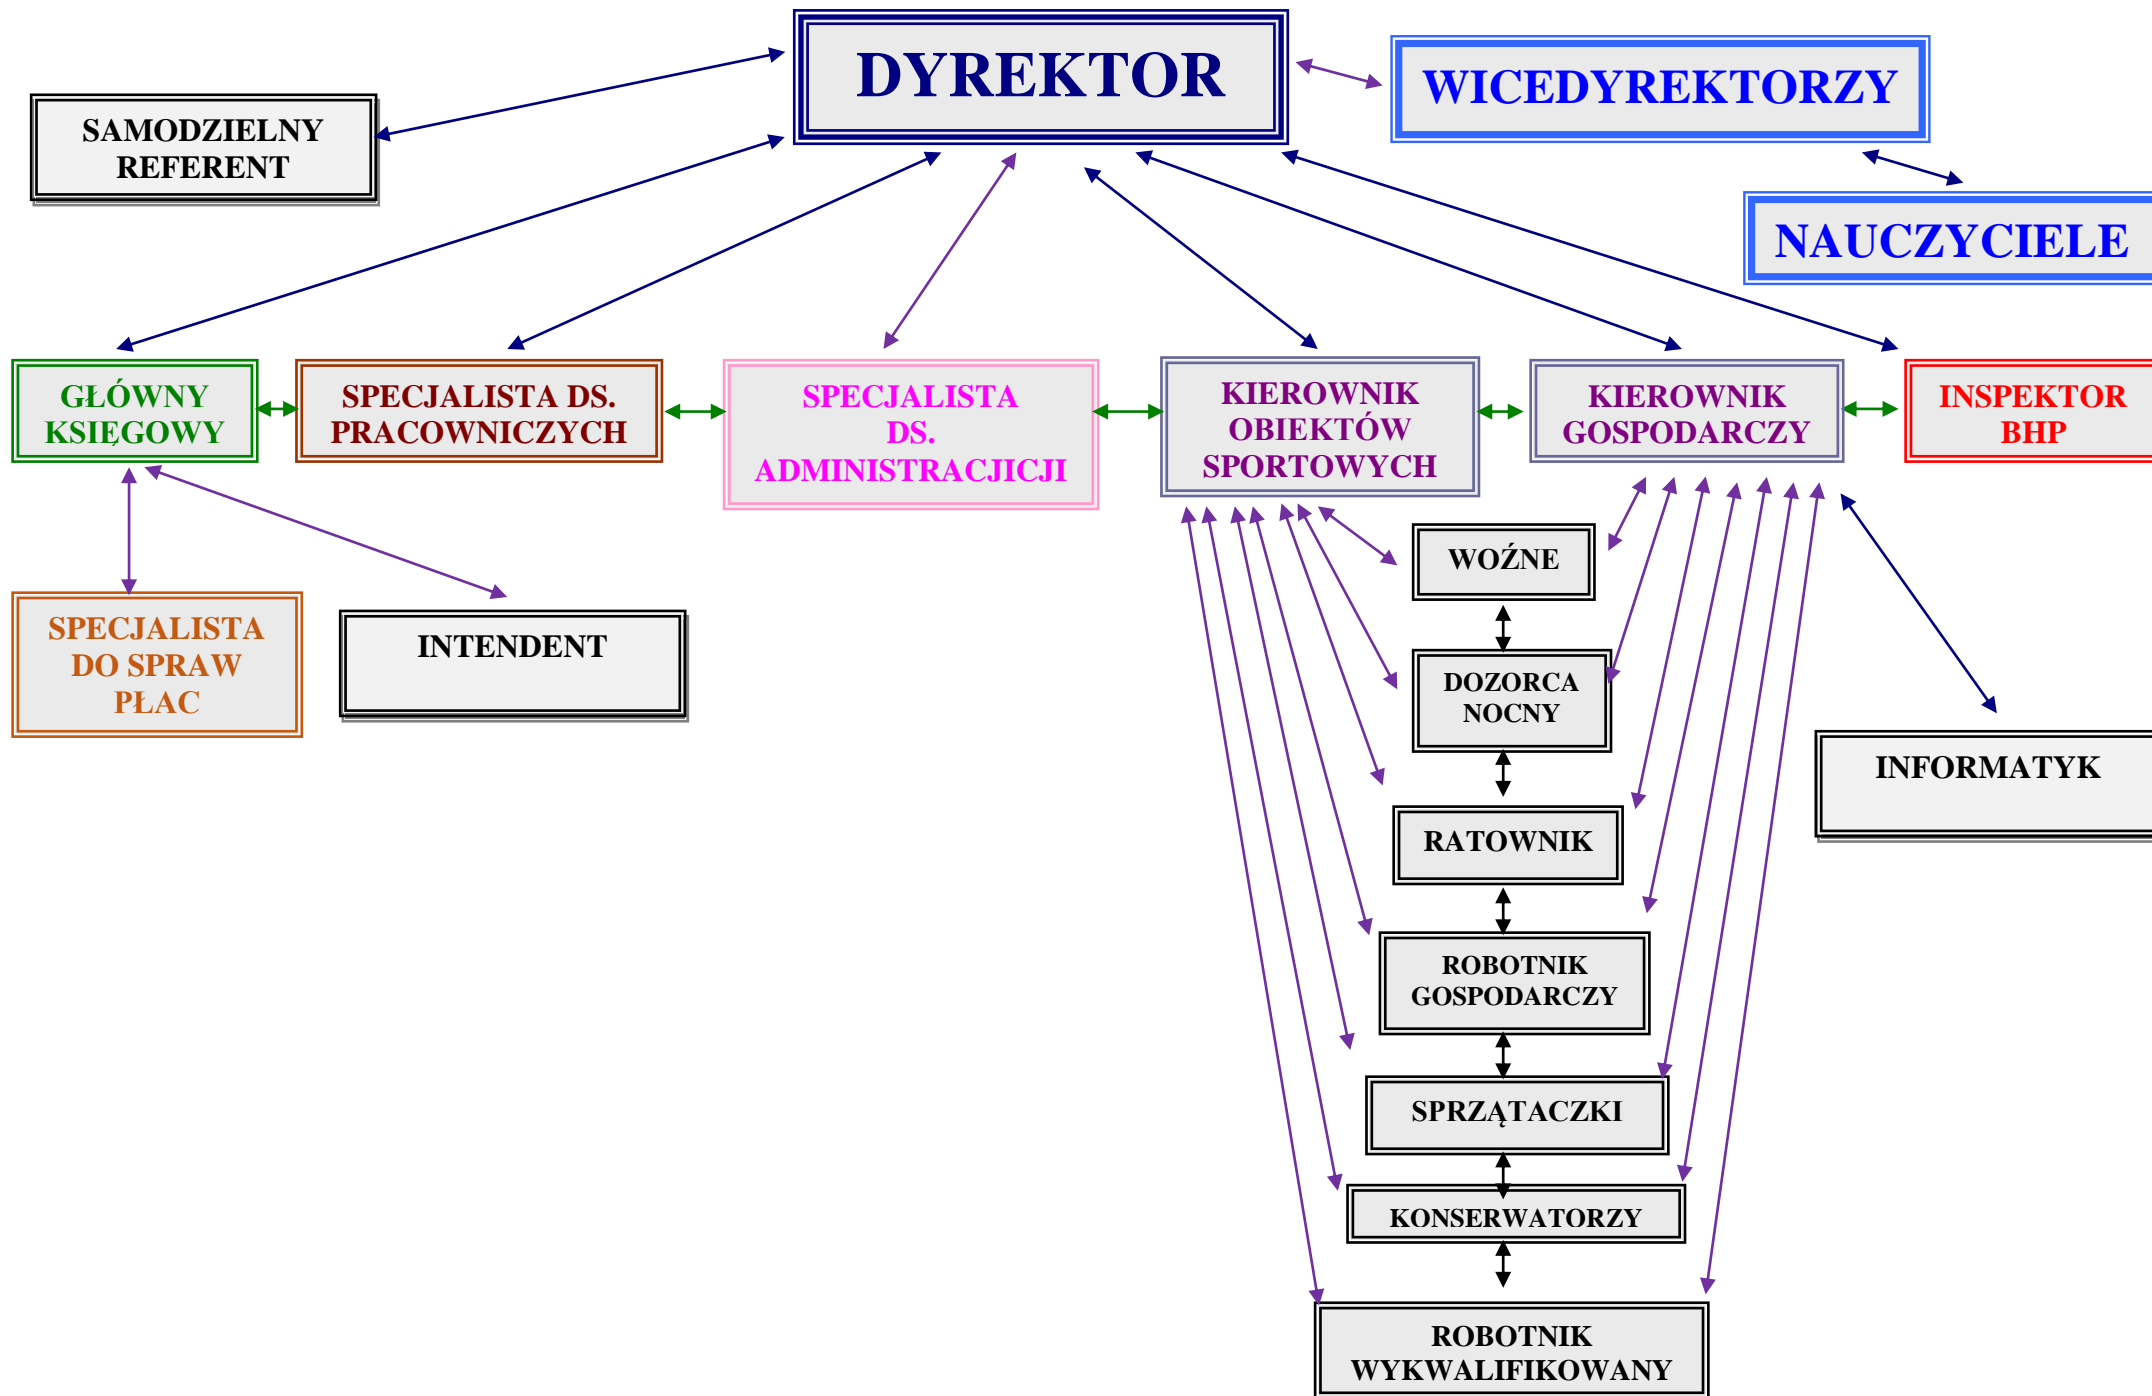 DYREKTOR
WICEDYREKTORZY
SAMODZIELNY
REFERENT
NAUCZYCIELE
GŁÓWNY
KSIĘGOWY
SPECJALISTA DS.
PRACOWNICZYCH
SPECJALISTA
DS.
ADMINISTRACJICJI
KIEROWNIK
OBIEKTÓW
SPORTOWYCH
KIEROWNIK
GOSPODARCZY
INSPEKTOR
BHP
WOŹNE
SPECJALISTA
DO SPRAW
PŁAC
INTENDENT
DOZORCA
NOCNY
INFORMATYK
RATOWNIK
ROBOTNIK
GOSPODARCZY
SPRZĄTACZKI
KONSERWATORZY
ROBOTNIK
WYKWALIFIKOWANY